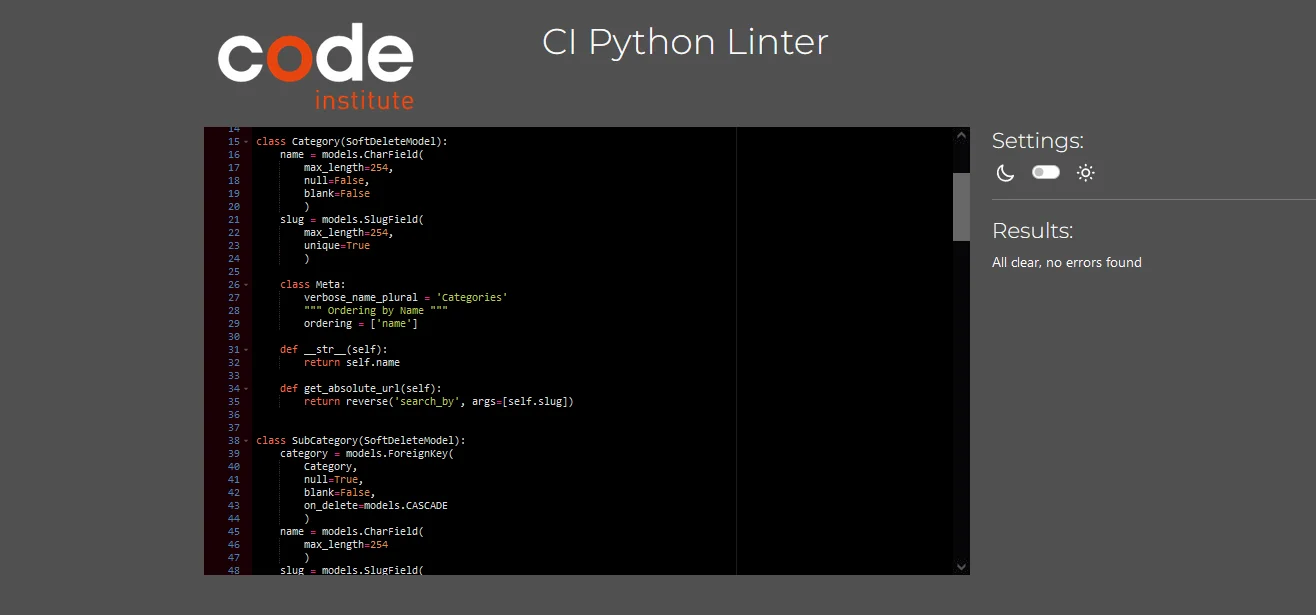 code
institute
CI Python Linter
14
15 class Category(SoftDeleteModel):
16     name = models.CharField(
17         max_length=254,
18         null=False,
19         blank=False
20         )
21     slug = models.SlugField(
22         max_length=254,
23         unique=True
24         )
25
26     class Meta:
27         verbose_name_plural = 'Categories'
28         """ Ordering by Name """
29         ordering = ['name']
30
31     def __str__(self):
32         return self.name
33
34     def get_absolute_url(self):
35         return reverse('search_by', args=[self.slug])
36
37
38 class SubCategory(SoftDeleteModel):
39     category = models.ForeignKey(
40         Category,
41         null=True,
42         blank=False,
43         on_delete=models.CASCADE
44         )
45     name = models.CharField(
46         max_length=254
47         )
48     slug = models.SlugField(
Settings:
Results:
All clear, no errors found